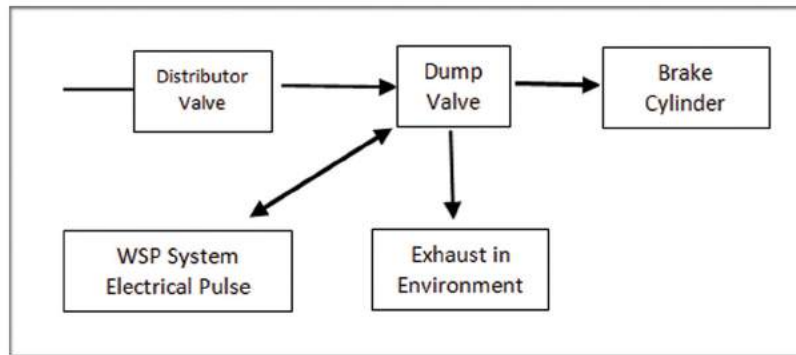 Distributor
Valve
Dump
Valve
Brake
Cylinder
WSP System
Electrical Pulse
Exhaust in
Environment